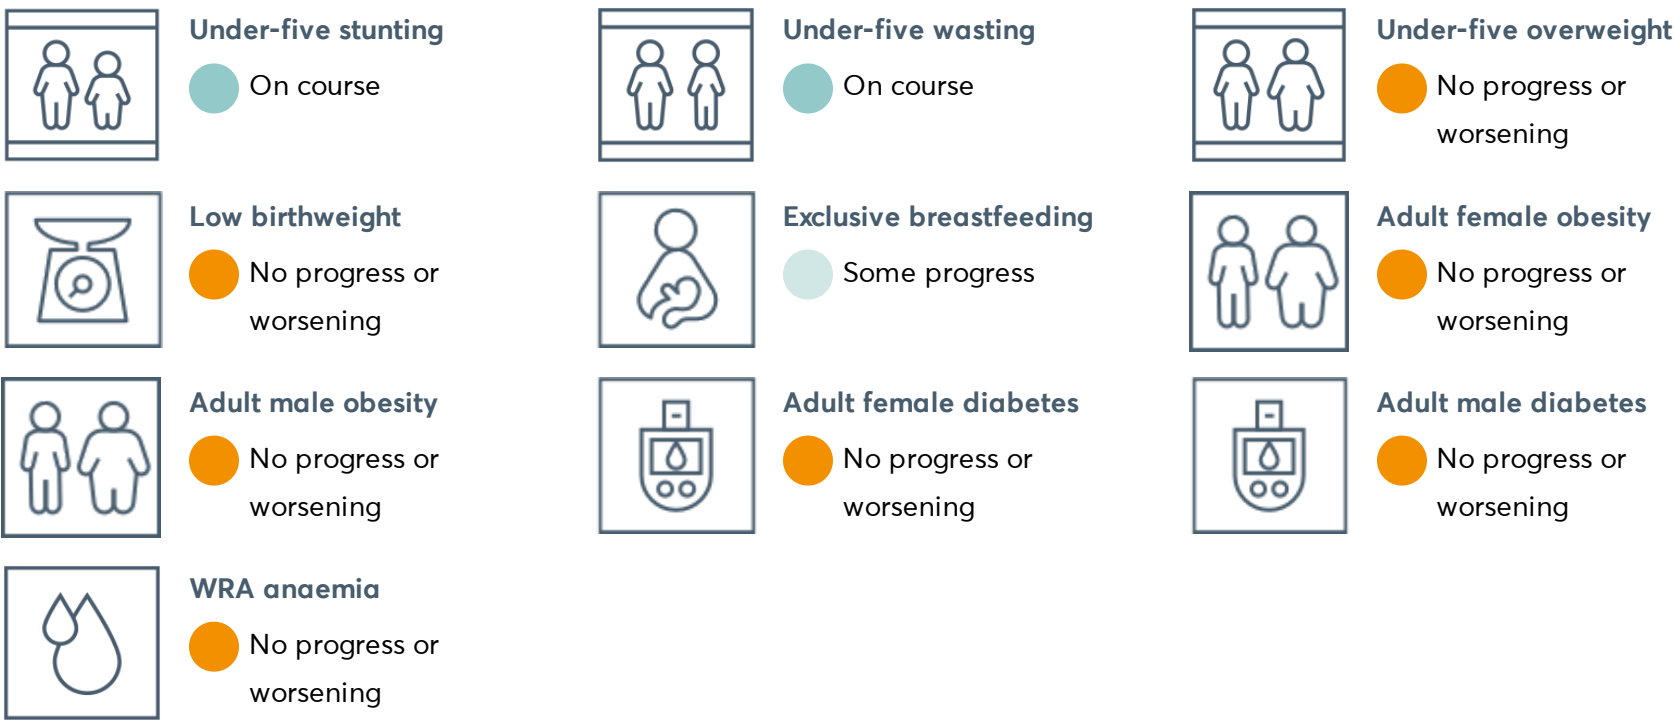 Under-five stunting
On course
Under-five wasting
On course
Under-five overweight
No progress or
worsening
Low birthweight
No progress or
worsening
Exclusive breastfeeding
Some progress
Adult female obesity
No progress or
worsening
Adult male obesity
No progress or
worsening
Adult female diabetes
No progress or
worsening
Adult male diabetes
No progress or
worsening
WRA anaemia
No progress or
worsening